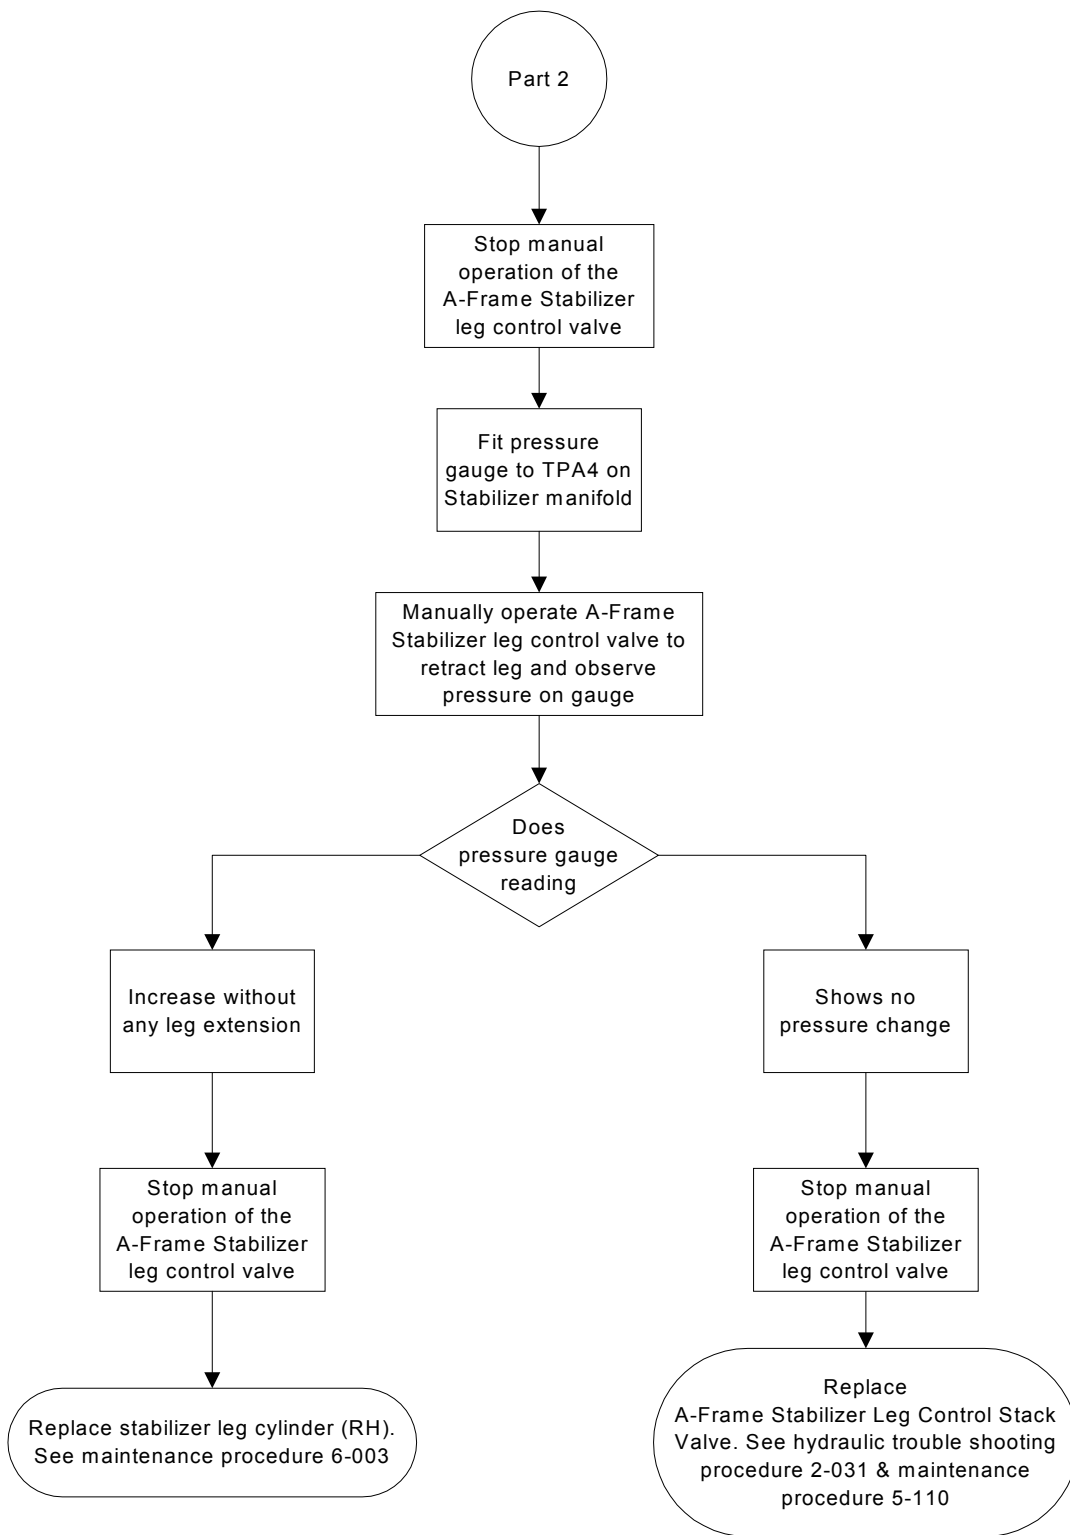 Part 2
Stop manual
operation of the
A-Frame Stabilizer
leg control valve
Fit pressure
gauge to TPA4 on
Stabilizer manifold
Manually operate A-Frame
Stabilizer leg control valve to
retract leg and observe
pressure on gauge
Does
pressure gauge
reading
Increase without
any leg extension
Shows no
pressure change
Stop manual
operation of the
A-Frame Stabilizer
leg control valve
Stop manual
operation of the
A-Frame Stabilizer
leg control valve
Replace stabilizer leg cylinder (RH).
See maintenance procedure 6-003
Replace
A-Frame Stabilizer Leg Control Stack
Valve. See hydraulic trouble shooting
procedure 2-031 & maintenance
procedure 5-110